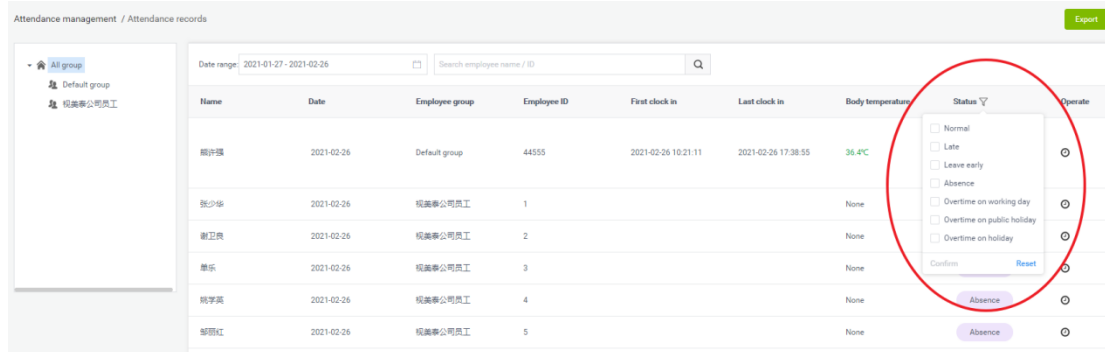 Attendance management / Attendance records
Export
All group
Default group
视美泰公司员工
Date range: 2021-01-27 - 2021-02-26
Search employee name / ID
Name Date Employee group Employee ID First clock in Last clock in Body temperature Status Operate
熊许强 2021-02-26 Default group 44555 2021-02-26 10:21:11 2021-02-26 17:38:55 36.4℃
Normal
Late
Leave early
Absence
Overtime on working day
Overtime on public holiday
Overtime on holiday
Confirm Reset
张少华 2021-02-26 视美泰公司员工 1 None
谢卫良 2021-02-26 视美泰公司员工 2 None
单乐 2021-02-26 视美泰公司员工 3 None
姚学英 2021-02-26 视美泰公司员工 4 None Absence
邹丽红 2021-02-26 视美泰公司员工 5 None Absence